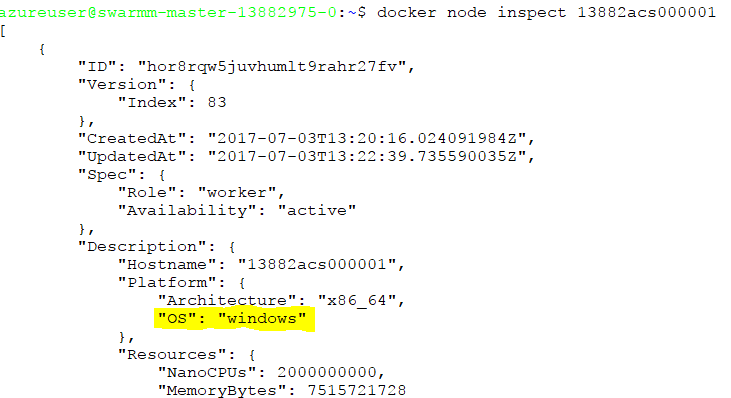 azureuser@swarmm-master-13882975-0:~$ docker node inspect 13882acs000001
[
    {
        "ID": "hor8rqw5juvhumlt9rahr27fv",
        "Version": {
            "Index": 83
        },
        "CreatedAt": "2017-07-03T13:20:16.024091984Z",
        "UpdatedAt": "2017-07-03T13:22:39.735590035Z",
        "Spec": {
            "Role": "worker",
            "Availability": "active"
        },
        "Description": {
            "Hostname": "13882acs000001",
            "Platform": {
                "Architecture": "x86_64",
                "OS": "windows"
            },
            "Resources": {
                "NanoCPUs": 2000000000,
                "MemoryBytes": 7515721728